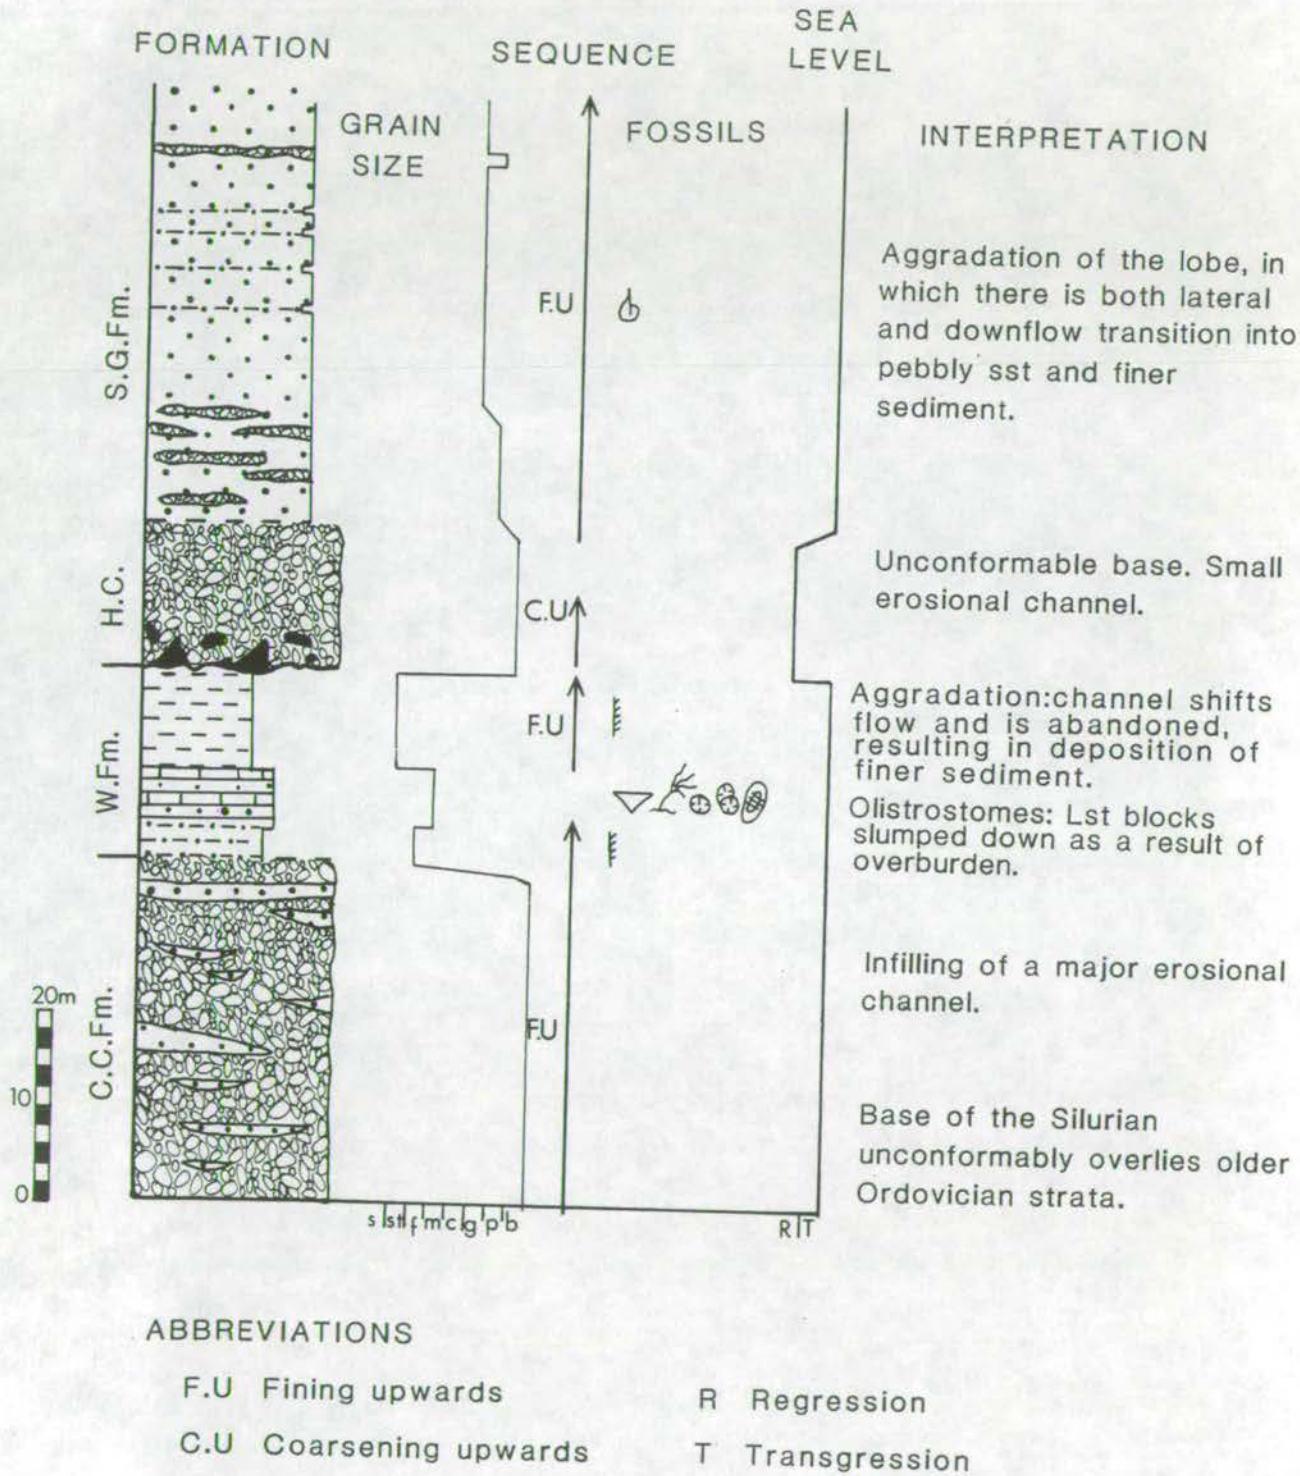 FORMATION
GRAIN
SIZE
SEQUENCE
FOSSILS
SEA
LEVEL
INTERPRETATION
S.G.Fm.
H.C.
W.Fm.
C.C.Fm.
20m
10
0
F.U
C.U
F.U
F.U
Aggradation of the lobe, in
which there is both lateral
and downflow transition into
pebbly sst and finer
sediment.
Unconformable base. Small
erosional channel.
Aggradation:channel shifts
flow and is abandoned,
resulting in deposition of
finer sediment.
Olistrostomes: Lst blocks
slumped down as a result of
overburden.
Infilling of a major erosional
channel.
Base of the Silurian
unconformably overlies older
Ordovician strata.
s st f m c g p b
R T
ABBREVIATIONS
F.U Fining upwards
C.U Coarsening upwards
R Regression
T Transgression